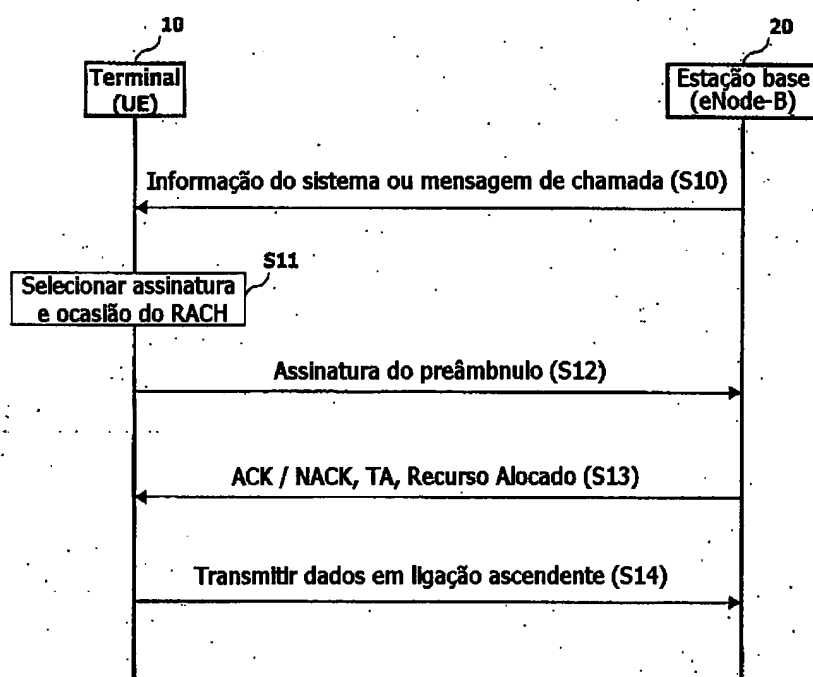 10
20
Terminal
(UE)
Estação base
(eNode-B)
Informação do sistema ou mensagem de chamada (S10)
S11
Selecionar assinatura
e ocasião do RACH
Assinatura do preâmbnulo (S12)
ACK / NACK, TA, Recurso Alocado (S13)
Transmitir dados em ligação ascendente (S14)